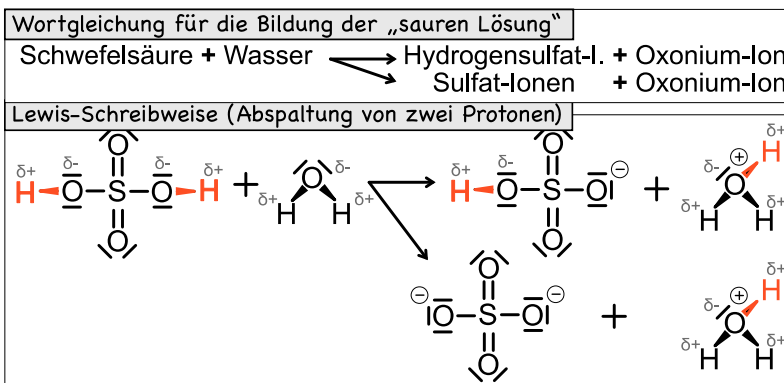 Wortgleichung für die Bildung der „sauren Lösung“
Schwefelsäure + Wasser Hydrogensulfat-I. + Oxonium-Ion
Sulfat-Ionen + Oxonium-Ion
Lewis-Schreibweise (Abspaltung von zwei Protonen)
O O δ+ H
δ+ δ- δ- δ+ δ- δ+ δ- δ- ⊕
H O S O H + O H O S O ⊖ + O
δ+ H H δ+ δ+ H H δ+
O O
O δ+ H
⊖ O S O ⊖ + δ- O ⊕
δ+ H H δ+
O